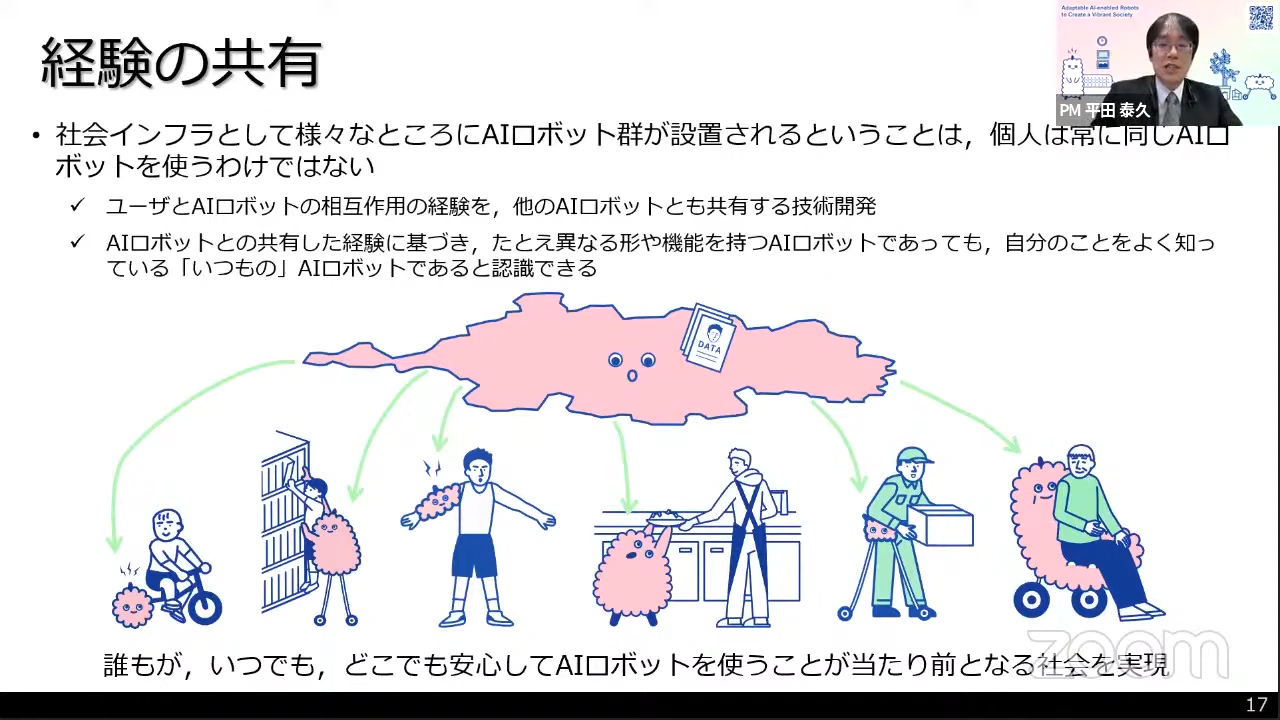 経験の共有
Adaptable AI-enabled Robots
to Create a Vibrant Society
PM 平田 泰久
• 社会インフラとして様々なところにAIロボット群が設置されるということは，個人は常に同じAIロ
ボットを使うわけではない
✓ ユーザとAIロボットの相互作用の経験を，他のAIロボットとも共有する技術開発
✓ AIロボットとの共有した経験に基づき，たとえ異なる形や機能を持つAIロボットであっても，自分のことをよく知っ
ている「いつもの」AIロボットであると認識できる
DATA
誰もが，いつでも，どこでも安心してAIロボットを使うことが当たり前となる社会を実現
zoom
17